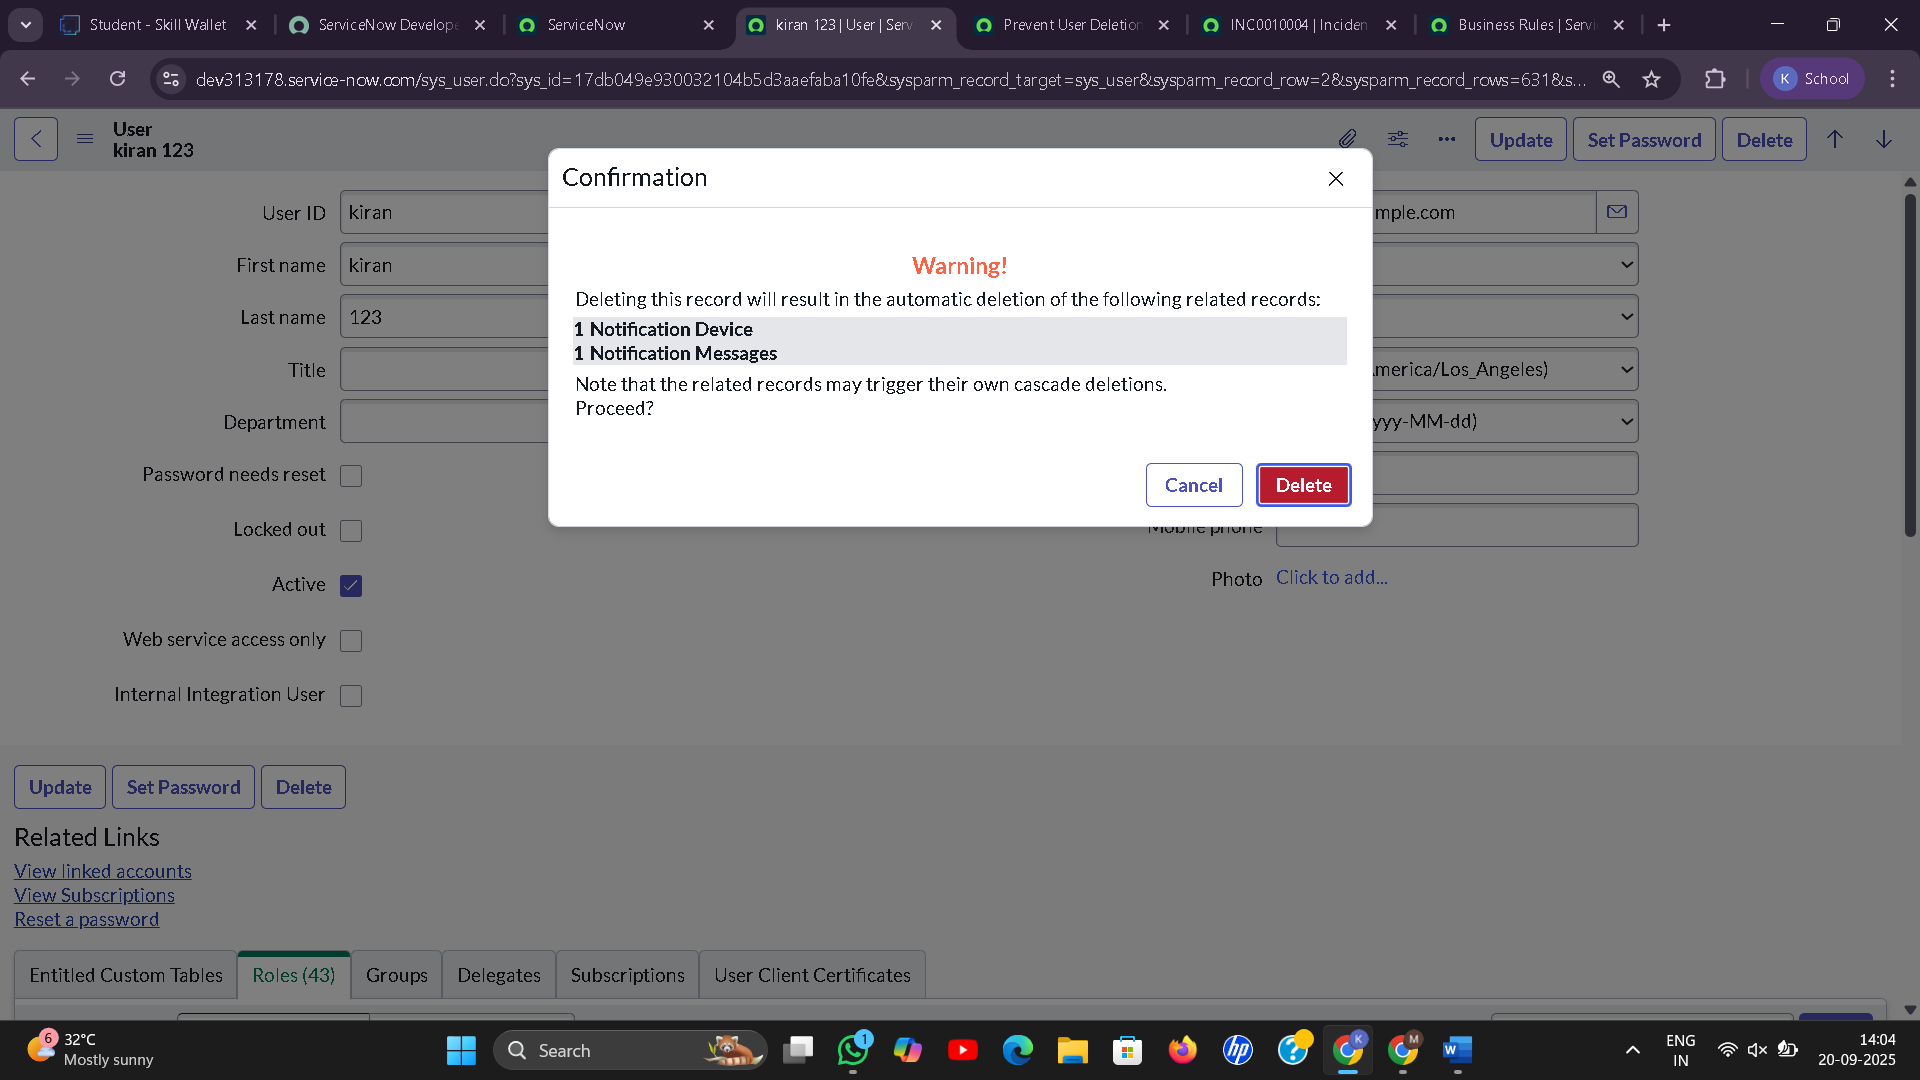 Student - Skill Wallet
ServiceNow Develope
ServiceNow
kiran 123 | User | Serv
Prevent User Deletion
INC0010004 | Inciden
Business Rules | Servi
dev313178.service-now.com/sys_user.do?sys_id=17db049e930032104b5d3aaefaba10fe&sysparm_record_target=sys_user&sysparm_record_row=2&sysparm_record_rows=631&s...
K School
User
kiran 123
Update
Set Password
Delete
Confirmation
Warning!
Deleting this record will result in the automatic deletion of the following related records:
1 Notification Device
1 Notification Messages
Note that the related records may trigger their own cascade deletions.
Proceed?
Cancel
Delete
User ID kiran
mple.com
First name kiran
Last name 123
Title
merica/Los_Angeles)
Department
yyy-MM-dd)
Password needs reset
Locked out
Mobile phone
Active
Photo Click to add...
Web service access only
Internal Integration User
Update
Set Password
Delete
Related Links
View linked accounts
View Subscriptions
Reset a password
Entitled Custom Tables
Roles (43)
Groups
Delegates
Subscriptions
User Client Certificates
6
32°C
Mostly sunny
Search
1
K
M
ENG
IN
14:04
20-09-2025